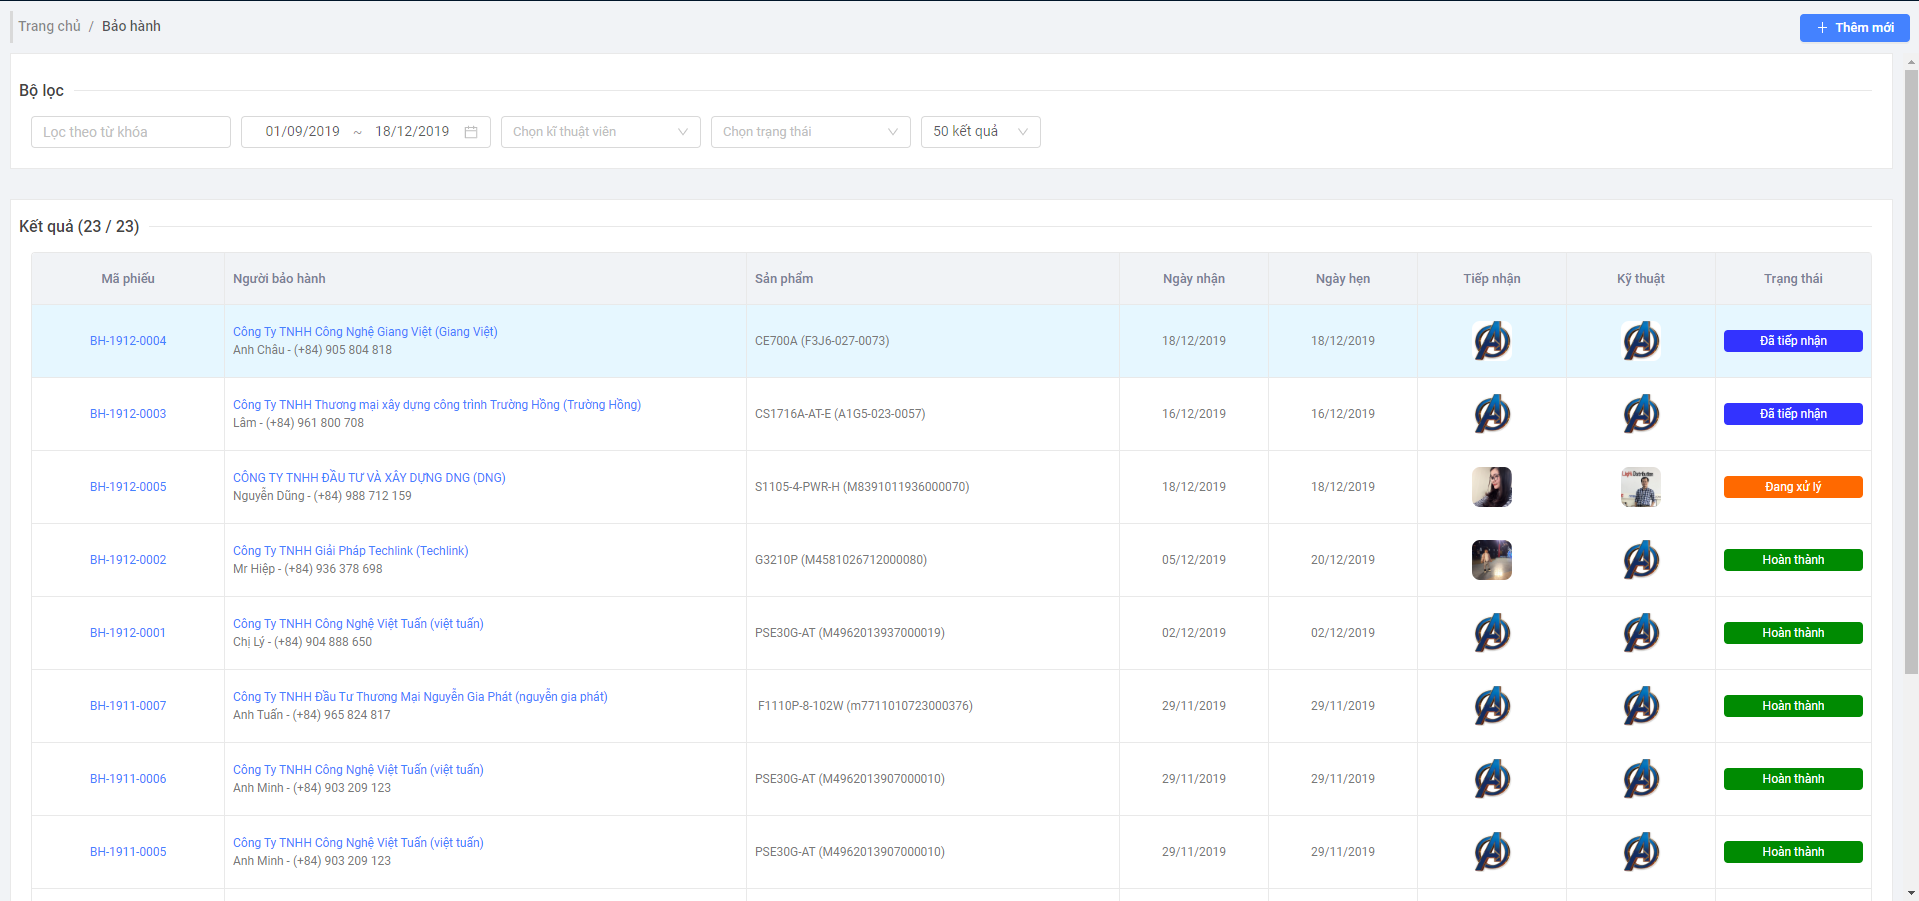 Trang chủ / Bảo hành
+ Thêm mới
Bộ lọc
Lọc theo từ khóa
01/09/2019 ~ 18/12/2019
Chọn kĩ thuật viên
Chọn trạng thái
50 kết quả
Kết quả (23 / 23)
Mã phiếu Người bảo hành Sản phẩm Ngày nhận Ngày hẹn Tiếp nhận Kỹ thuật Trạng thái
BH-1912-0004
Công Ty TNHH Công Nghệ Giang Việt (Giang Việt)
Anh Châu - (+84) 905 804 818
CE700A (F3J6-027-0073)
18/12/2019
18/12/2019
Đã tiếp nhận
BH-1912-0003
Công Ty TNHH Thương mại xây dựng công trình Trường Hồng (Trường Hồng)
Lâm - (+84) 961 800 708
CS1716A-AT-E (A1G5-023-0057)
16/12/2019
16/12/2019
Đã tiếp nhận
BH-1912-0005
CÔNG TY TNHH ĐẦU TƯ VÀ XÂY DỰNG DNG (DNG)
Nguyễn Dũng - (+84) 988 712 159
S1105-4-PWR-H (M8391011936000070)
18/12/2019
18/12/2019
Đang xử lý
BH-1912-0002
Công Ty TNHH Giải Pháp Techlink (Techlink)
Mr Hiệp - (+84) 936 378 698
G3210P (M4581026712000080)
05/12/2019
20/12/2019
Hoàn thành
BH-1912-0001
Công Ty TNHH Công Nghệ Việt Tuấn (việt tuấn)
Chị Lý - (+84) 904 888 650
PSE30G-AT (M4962013937000019)
02/12/2019
02/12/2019
Hoàn thành
BH-1911-0007
Công Ty TNHH Đầu Tư Thương Mại Nguyễn Gia Phát (nguyễn gia phát)
Anh Tuấn - (+84) 965 824 817
F1110P-8-102W (m7711010723000376)
29/11/2019
29/11/2019
Hoàn thành
BH-1911-0006
Công Ty TNHH Công Nghệ Việt Tuấn (việt tuấn)
Anh Minh - (+84) 903 209 123
PSE30G-AT (M4962013907000010)
29/11/2019
29/11/2019
Hoàn thành
BH-1911-0005
Công Ty TNHH Công Nghệ Việt Tuấn (việt tuấn)
Anh Minh - (+84) 903 209 123
PSE30G-AT (M4962013907000010)
29/11/2019
29/11/2019
Hoàn thành